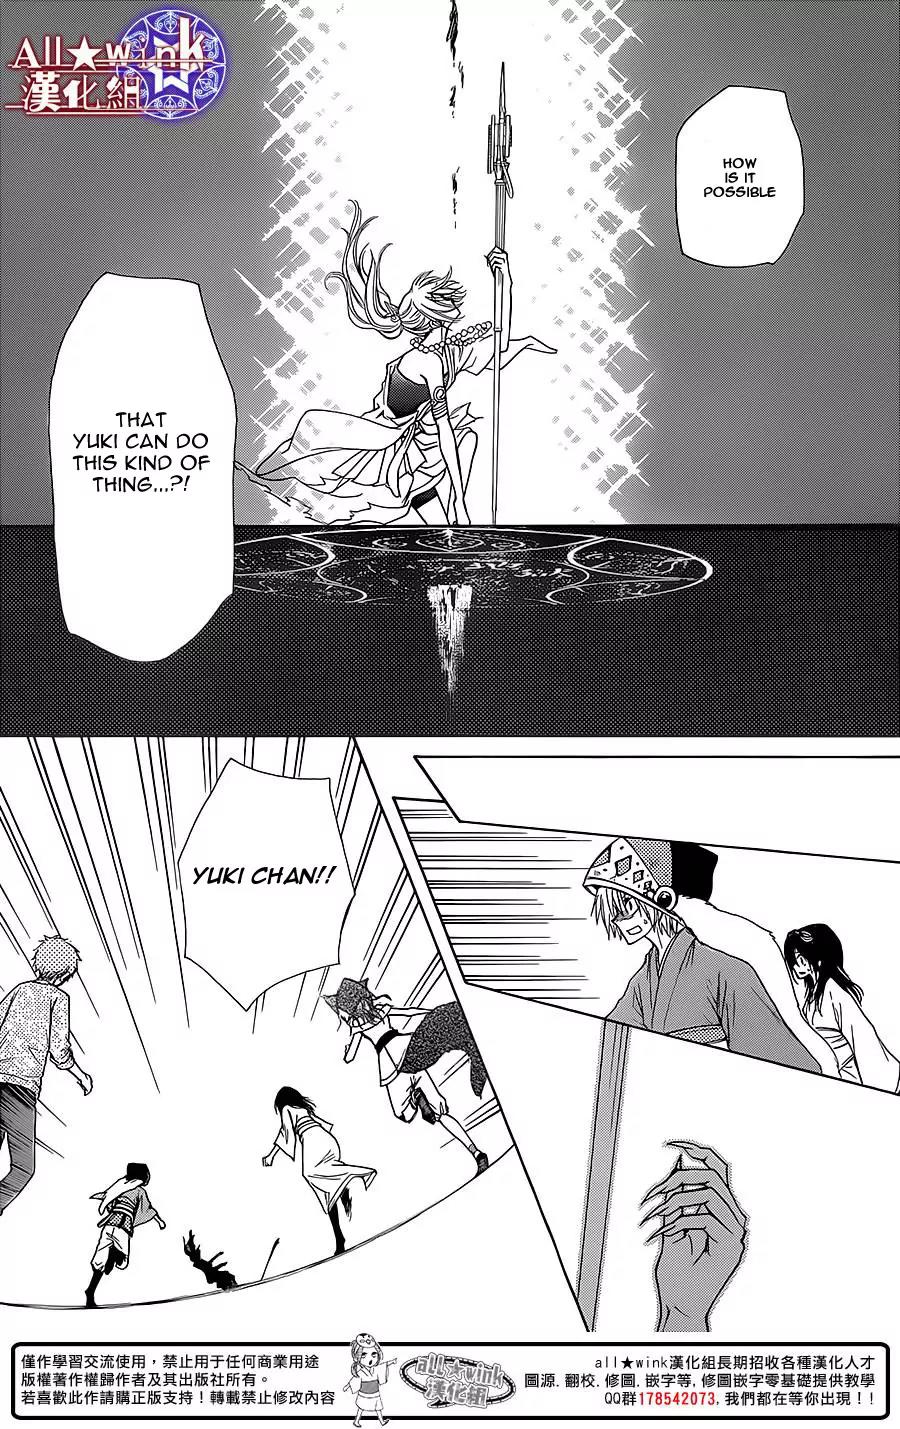 All★wink
漢化組
HOW
IS IT
POSSIBLE
THAT
YUKI CAN DO
THIS KIND OF
THING...?!
YUKI CHAN!!
僅作學習交流使用，禁止用于任何商業用途
版權著作權歸作者及其出版社所有。
若喜歡此作請購正版支持！轉載禁止修改內容
all★wink
漢化組
all★wink漢化組長期招收各種漢化人才
圖源．翻校．修圖．嵌字等，修圖嵌字零基礎提供教學
QQ群178542073，我們都在等你出現！！